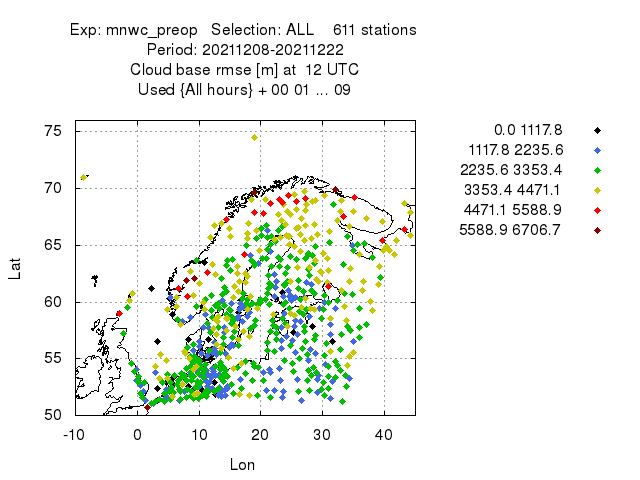 Exp: mnwc_preop   Selection: ALL    611 stations
Period: 20211208-20211222
Cloud base rmse [m] at  12 UTC
Used {All hours} + 00 01 ... 09
0.0 1117.8
1117.8 2235.6
2235.6 3353.4
3353.4 4471.1
4471.1 5588.9
5588.9 6706.7
Lat
75
70
65
60
55
50
-10 0 10 20 30 40
Lon